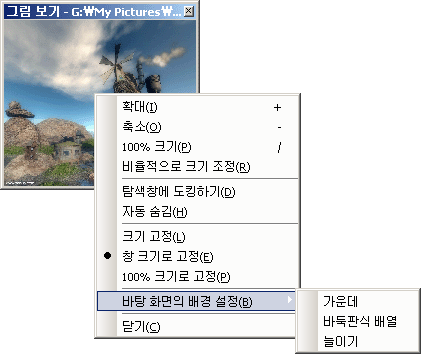 그림 보기 - G:₩My Pictures₩...
확대(I) +
축소(O) -
100% 크기(P) /
비율적으로 크기 조정(R)
탐색창에 도킹하기(D)
자동 숨김(H)
크기 고정(L)
창 크기로 고정(E)
100% 크기로 고정(P)
바탕 화면의 배경 설정(B)
가운데
바둑판식 배열
늘이기
닫기(C)